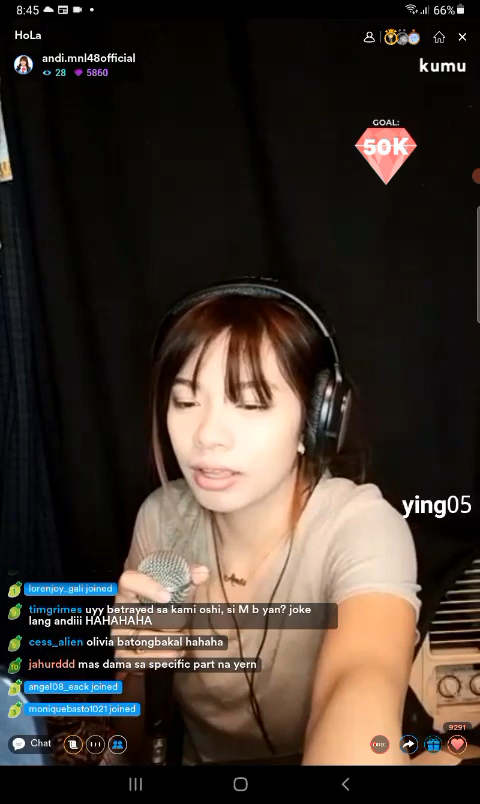 8:45
66%
HoLa
andi.mnl48official
28 5860
kumu
GOAL:
50K
ying05
Andi
lorenjoy_gali joined
timgrimes uyy betrayed sa kami oshi, si M b yan? joke
lang andiii HAHAHAHA
cess_alien olivia batongbakal hahaha
jahurddd mas dama sa specific part na yern
angel08_eack joined
moniquebasto1021 joined
9291
Chat